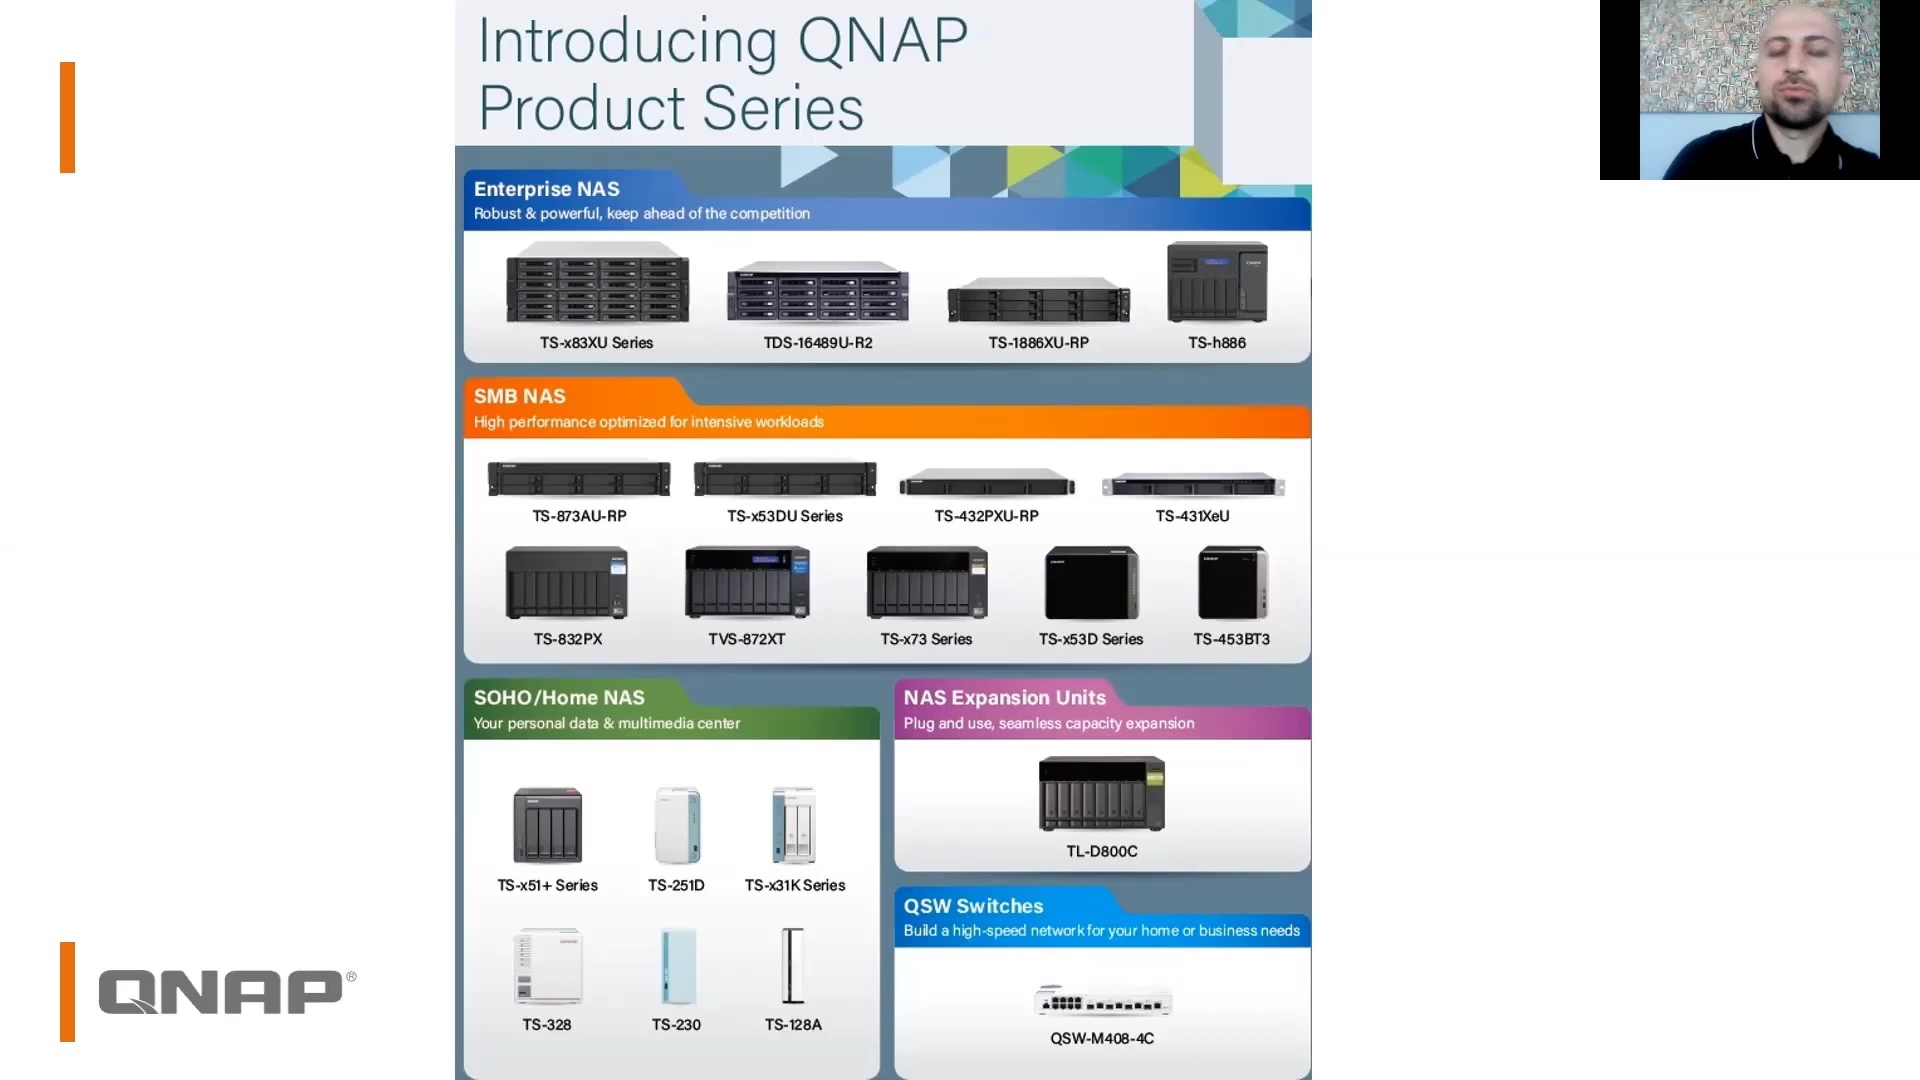 Introducing QNAP
Product Series
Enterprise NAS
Robust & powerful, keep ahead of the competition
TS-x83XU Series
TDS-16489U-R2
TS-1886XU-RP
TS-h886
SMB NAS
High performance optimized for intensive workloads
TS-873AU-RP
TS-x53DU Series
TS-432PXU-RP
TS-431XeU
TS-832PX
TVS-872XT
TS-x73 Series
TS-x53D Series
TS-453BT3
SOHO/Home NAS
Your personal data & multimedia center
TS-x51+ Series
TS-251D
TS-x31K Series
TS-328
TS-230
TS-128A
NAS Expansion Units
Plug and use, seamless capacity expansion
TL-D800C
QSW Switches
Build a high-speed network for your home or business needs
QSW-M408-4C
QNAP®